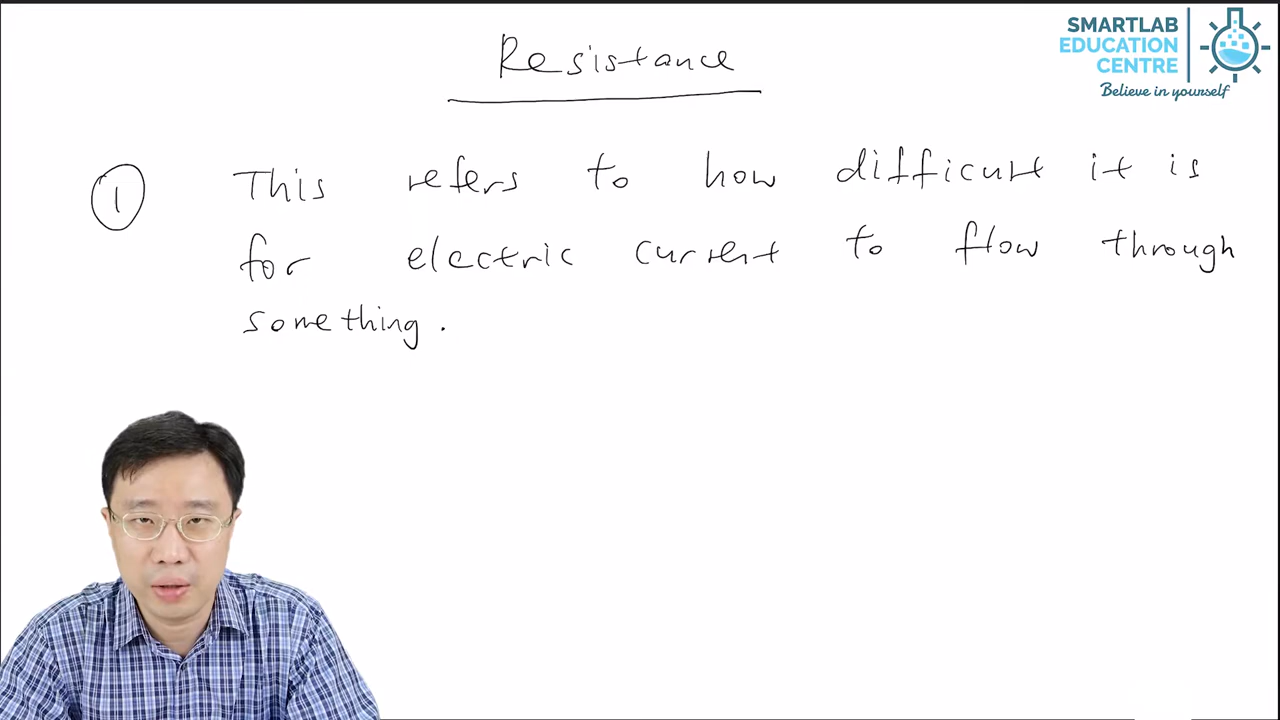 Resistance
SMARTLAB
EDUCATION
CENTRE
Believe in yourself
1 This refers to how difficult it is
for electric current to flow through
something.